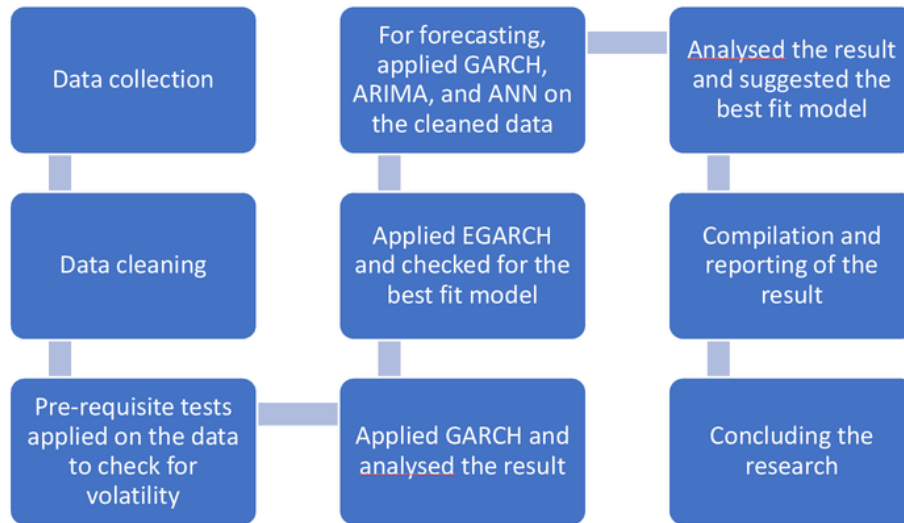 Data collection
Data cleaning
Pre-requisite tests
applied on the data
to check for
volatility
Applied GARCH and
analysed the result
Applied EGARCH
and checked for the
best fit model
For forecasting,
applied GARCH,
ARIMA, and ANN on
the cleaned data
Analysed the result
and suggested the
best fit model
Compilation and
reporting of the
result
Concluding the
research